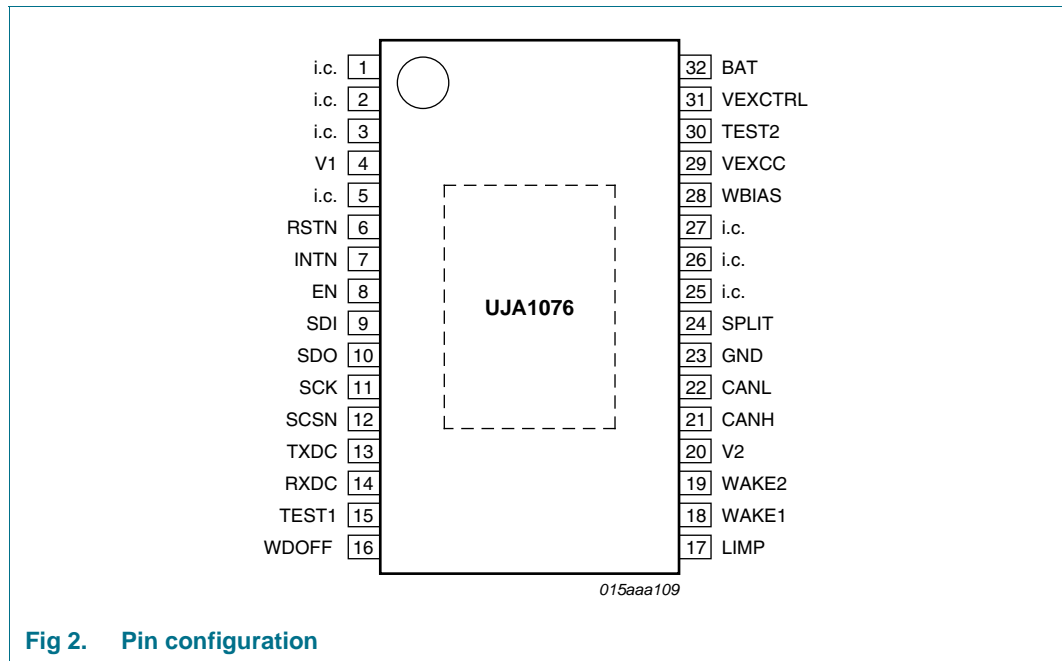 i.c. 1
i.c. 2
i.c. 3
V1 4
i.c. 5
RSTN 6
INTN 7
EN 8
SDI 9
SDO 10
SCK 11
SCSN 12
TXDC 13
RXDC 14
TEST1 15
WDOFF 16
UJA1076
32 BAT
31 VEXCTRL
30 TEST2
29 VEXCC
28 WBIAS
27 i.c.
26 i.c.
25 i.c.
24 SPLIT
23 GND
22 CANL
21 CANH
20 V2
19 WAKE2
18 WAKE1
17 LIMP
015aaa109
Fig 2. Pin configuration